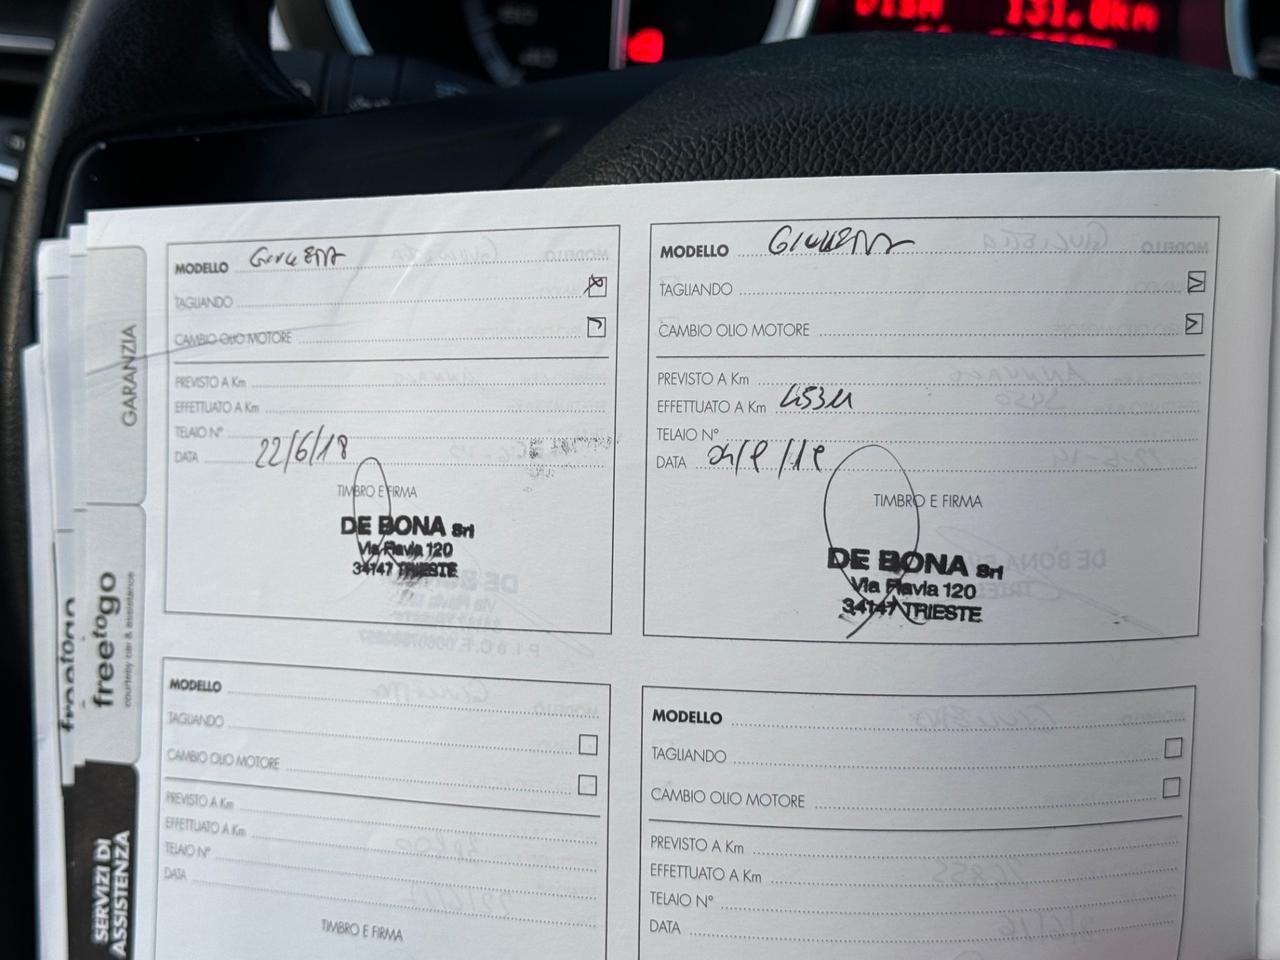 131.0km
GARANZIA
freetogo
courtesy car & assistance
SERVIZI DI
ASSISTENZA
MODELLO GIULIETTA
TAGLIANDO
CAMBIO OLIO MOTORE
PREVISTO A Km
EFFETTUATO A Km
TELAIO N°
DATA 22/6/18
TIMBRO E FIRMA
DE BONA Srl
Via Flavia 120
34147 TRIESTE
MODELLO GIULIETTA
TAGLIANDO
CAMBIO OLIO MOTORE
PREVISTO A Km
EFFETTUATO A Km
TELAIO N°
DATA
TIMBRO E FIRMA
DE BONA Srl
Via Flavia 120
34147 TRIESTE
MODELLO
TAGLIANDO
CAMBIO OLIO MOTORE
PREVISTO A Km
EFFETTUATO A Km
TELAIO N°
DATA
TIMBRO E FIRMA
MODELLO
TAGLIANDO
CAMBIO OLIO MOTORE
PREVISTO A Km
EFFETTUATO A Km
TELAIO N°
DATA